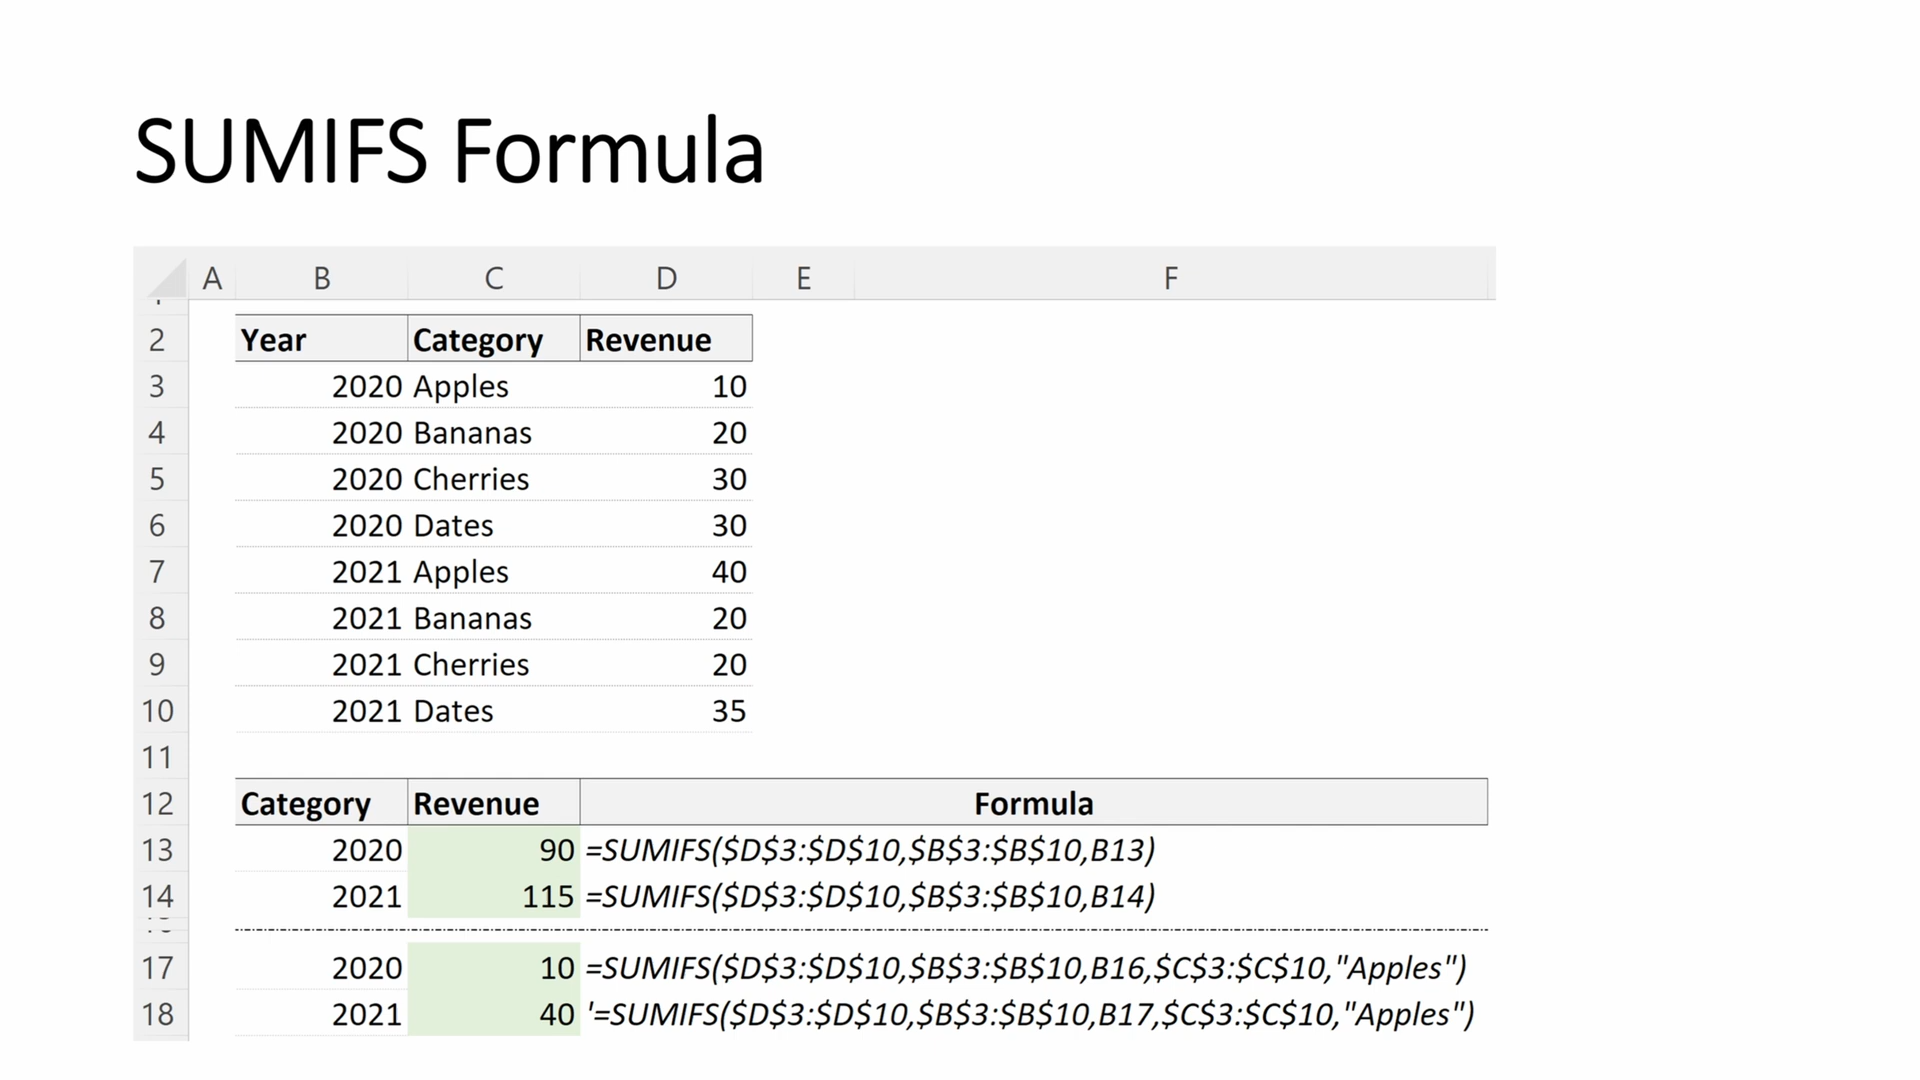 SUMIFS Formula
A B C D E F
2 Year Category Revenue
3 2020 Apples 10
4 2020 Bananas 20
5 2020 Cherries 30
6 2020 Dates 30
7 2021 Apples 40
8 2021 Bananas 20
9 2021 Cherries 20
10 2021 Dates 35
11
12 Category Revenue Formula
13 2020 90 =SUMIFS($D$3:$D$10,$B$3:$B$10,B13)
14 2021 115 =SUMIFS($D$3:$D$10,$B$3:$B$10,B14)
17 2020 10 =SUMIFS($D$3:$D$10,$B$3:$B$10,B16,$C$3:$C$10,"Apples")
18 2021 40 '=SUMIFS($D$3:$D$10,$B$3:$B$10,B17,$C$3:$C$10,"Apples")